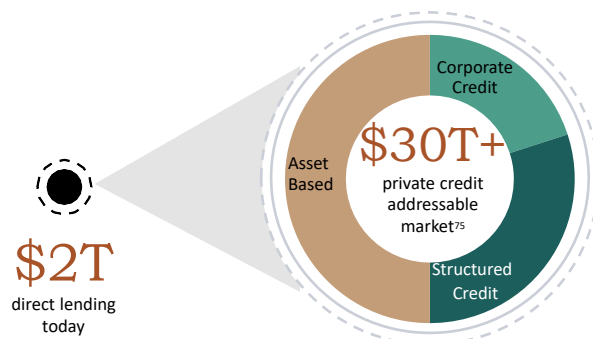 Corporate
Credit
$30T+
private credit
addressable
market75
Asset
Based
Structured
Credit
$2T
direct lending
today